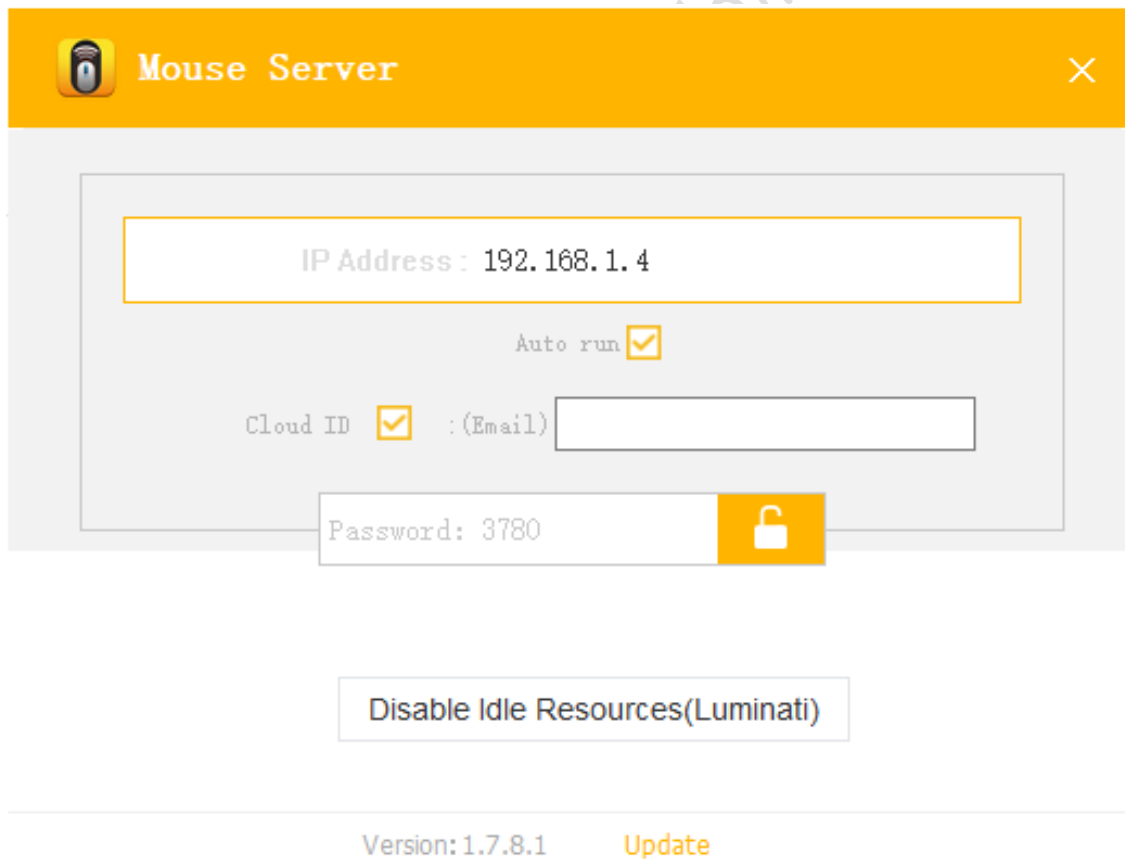 Mouse Server
IP Address : 192.168.1.4
Auto run
Cloud ID :(Email)
Password: 3780
Disable Idle Resources(Luminati)
Version: 1.7.8.1 Update